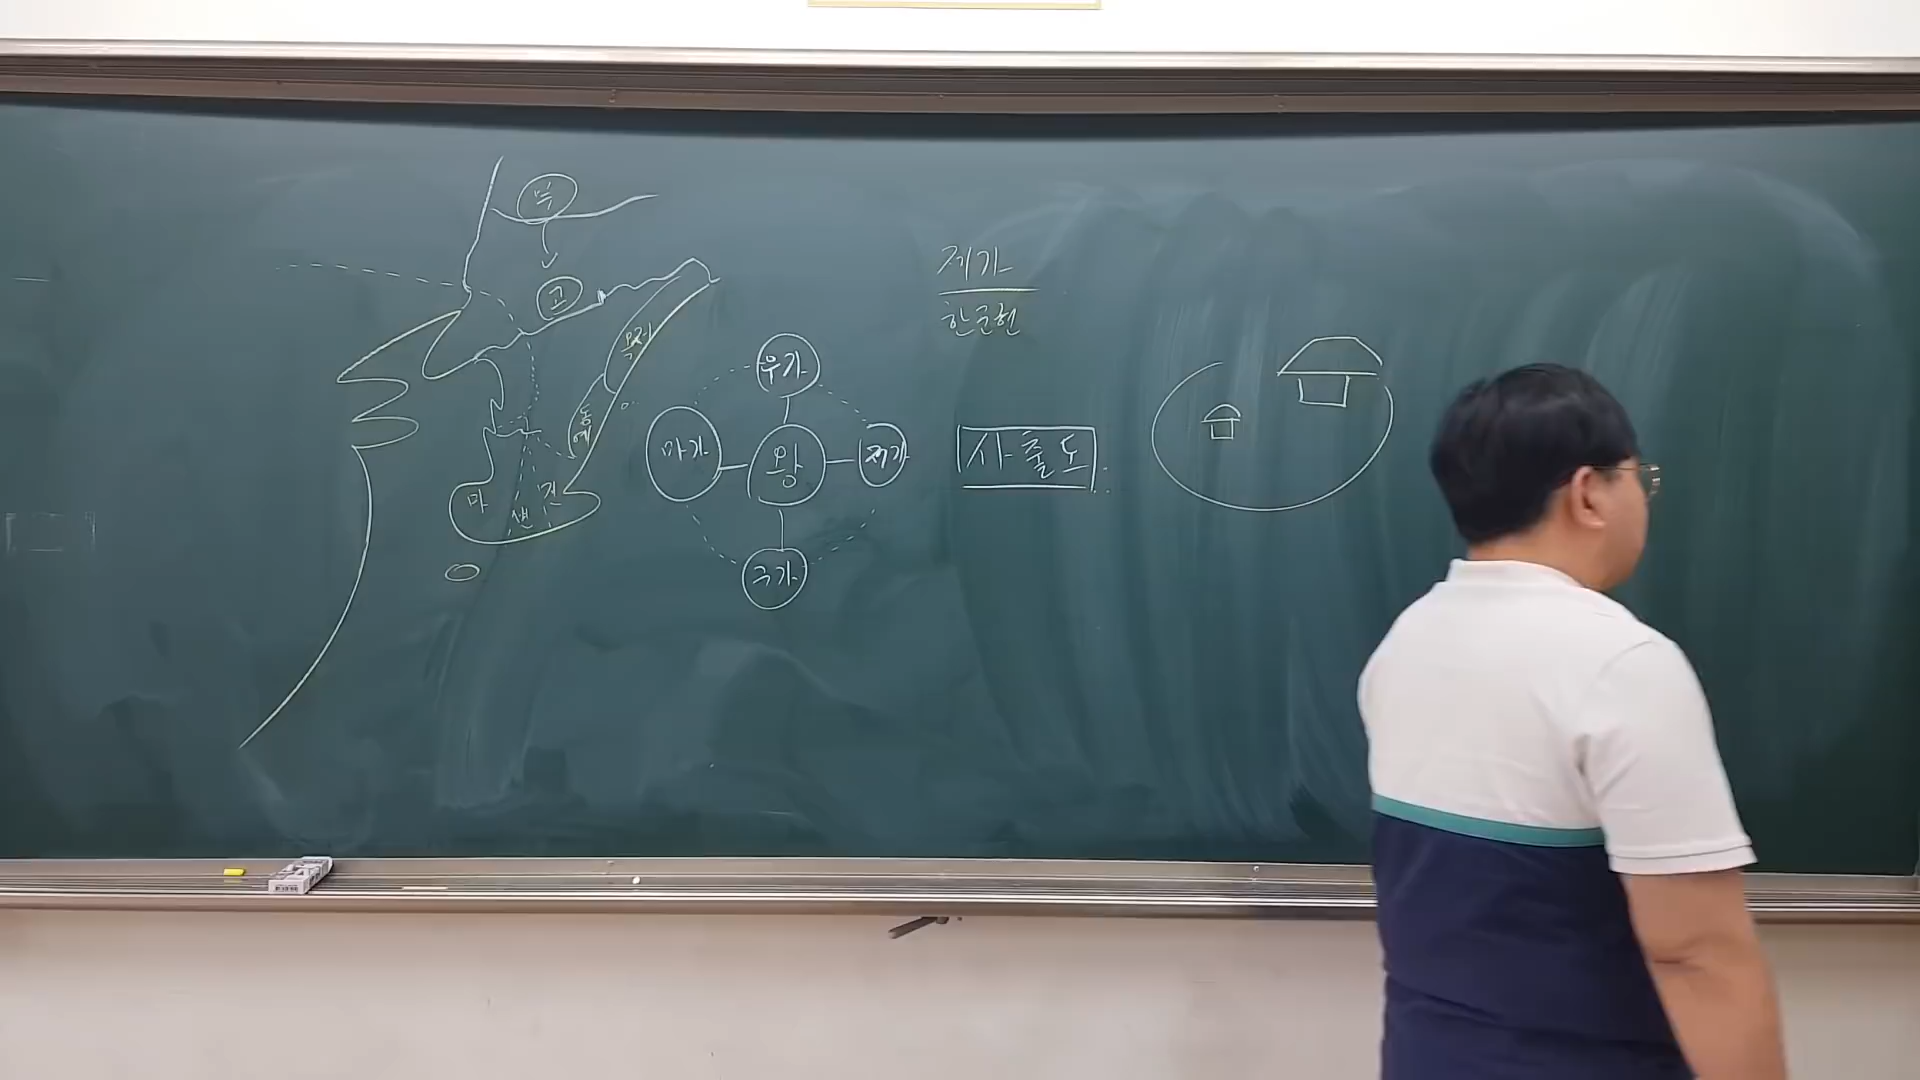 부
고
옥저
동예
마
변
진
우가
마가
왕
저가
구가
제가
한군현
사출도